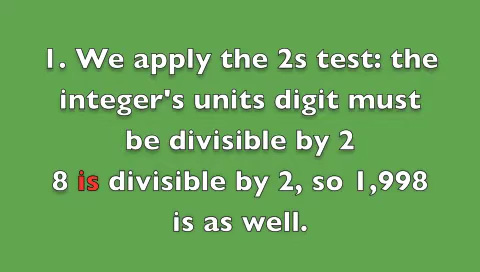 1. We apply the 2s test: the
integer's units digit must
be divisible by 2
8 is divisible by 2, so 1,998
is as well.